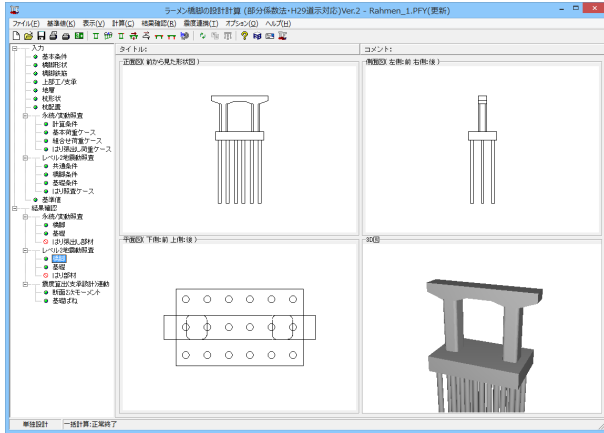 ラーメン橋脚の設計計算 (部分係数法・H29道示対応)Ver.2 - Rahmen_1.PFY(更新)
ファイル(F) 基準値(K) 表示(V) 計算(C) 結果確認(R) 震度連携(T) オプション(O) ヘルプ(H)
タイトル:
コメント:
入力
基本条件
橋脚形状
橋脚鉄筋
上部工/支承
地層
杭形状
杭配置
永続/変動照査
計算条件
基本荷重ケース
組合せ荷重ケース
はり張出し荷重ケース
レベル2地震動照査
共通条件
橋脚条件
基礎条件
はり照査ケース
基準値
結果確認
永続/変動照査
橋脚
基礎
はり張出し部材
レベル2地震動照査
橋脚
基礎
はり部材
震度算出(支承設計)連動
断面2次モーメント
基礎ばね
正面図( 前から見た形状図 )
側面図( 左側:前 右側:後 )
平面図( 下側:前 上側:後 )
3D図
単独設計
一括計算:正常終了